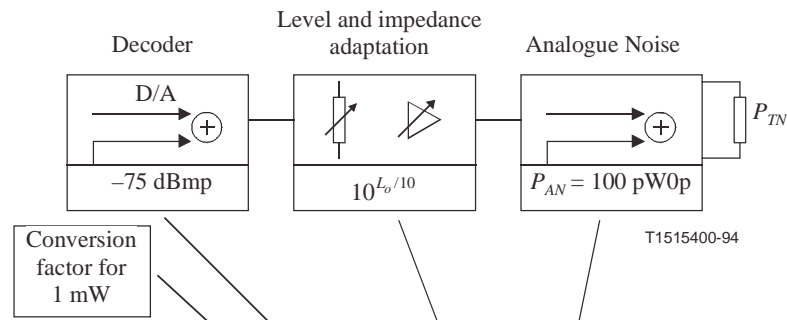 Level and impedance
adaptation
Decoder
Analogue Noise
D/A
P_TN
–75 dBmp
10^{L_o/10}
P_AN = 100 pW0p
T1515400-94
Conversion
factor for
1 mW